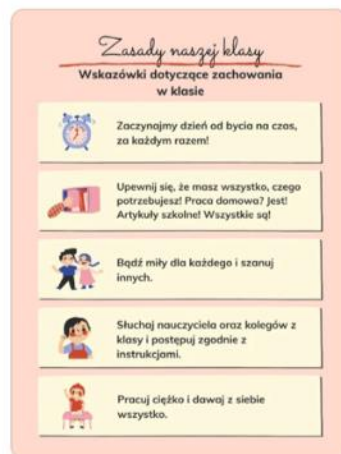 Zasady naszej klasy
Wskazówki dotyczące zachowania
w klasie
Zaczynajmy dzień od bycia na czas,
za każdym razem!
Upewnij się, że masz wszystko, czego
potrzebujesz! Praca domowa? Jest!
Artykuły szkolne! Wszystkie są!
Bądź miły dla każdego i szanuj
innych.
Słuchaj nauczyciela oraz kolegów z
klasy i postępuj zgodnie z
instrukcjami.
Pracuj ciężko i dawaj z siebie
wszystko.